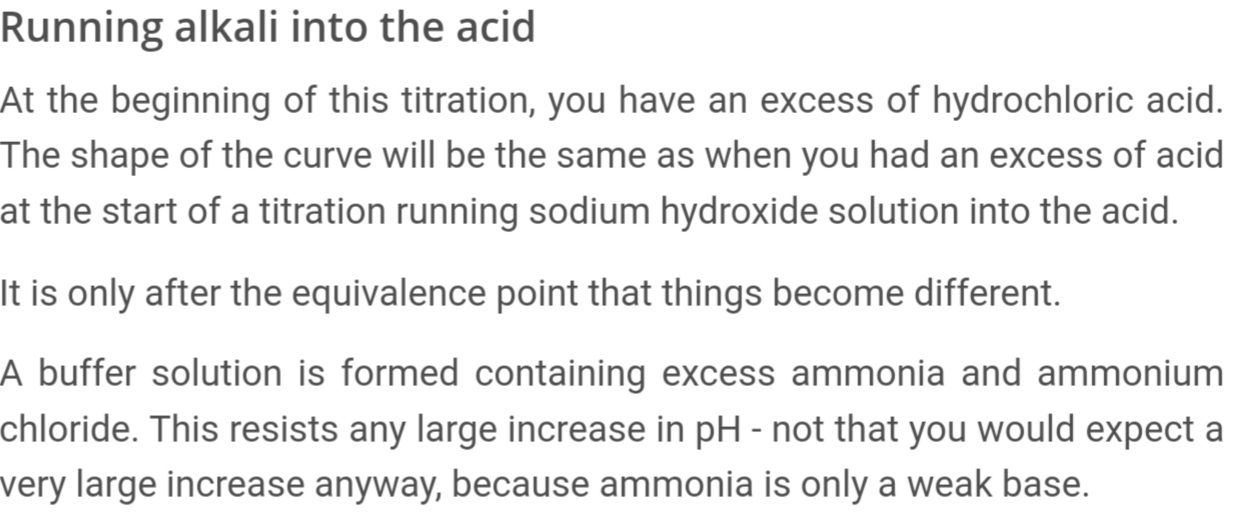 Running alkali into the acid
At the beginning of this titration, you have an excess of hydrochloric acid.
The shape of the curve will be the same as when you had an excess of acid
at the start of a titration running sodium hydroxide solution into the acid.
It is only after the equivalence point that things become different.
A buffer solution is formed containing excess ammonia and ammonium
chloride. This resists any large increase in pH - not that you would expect a
very large increase anyway, because ammonia is only a weak base.